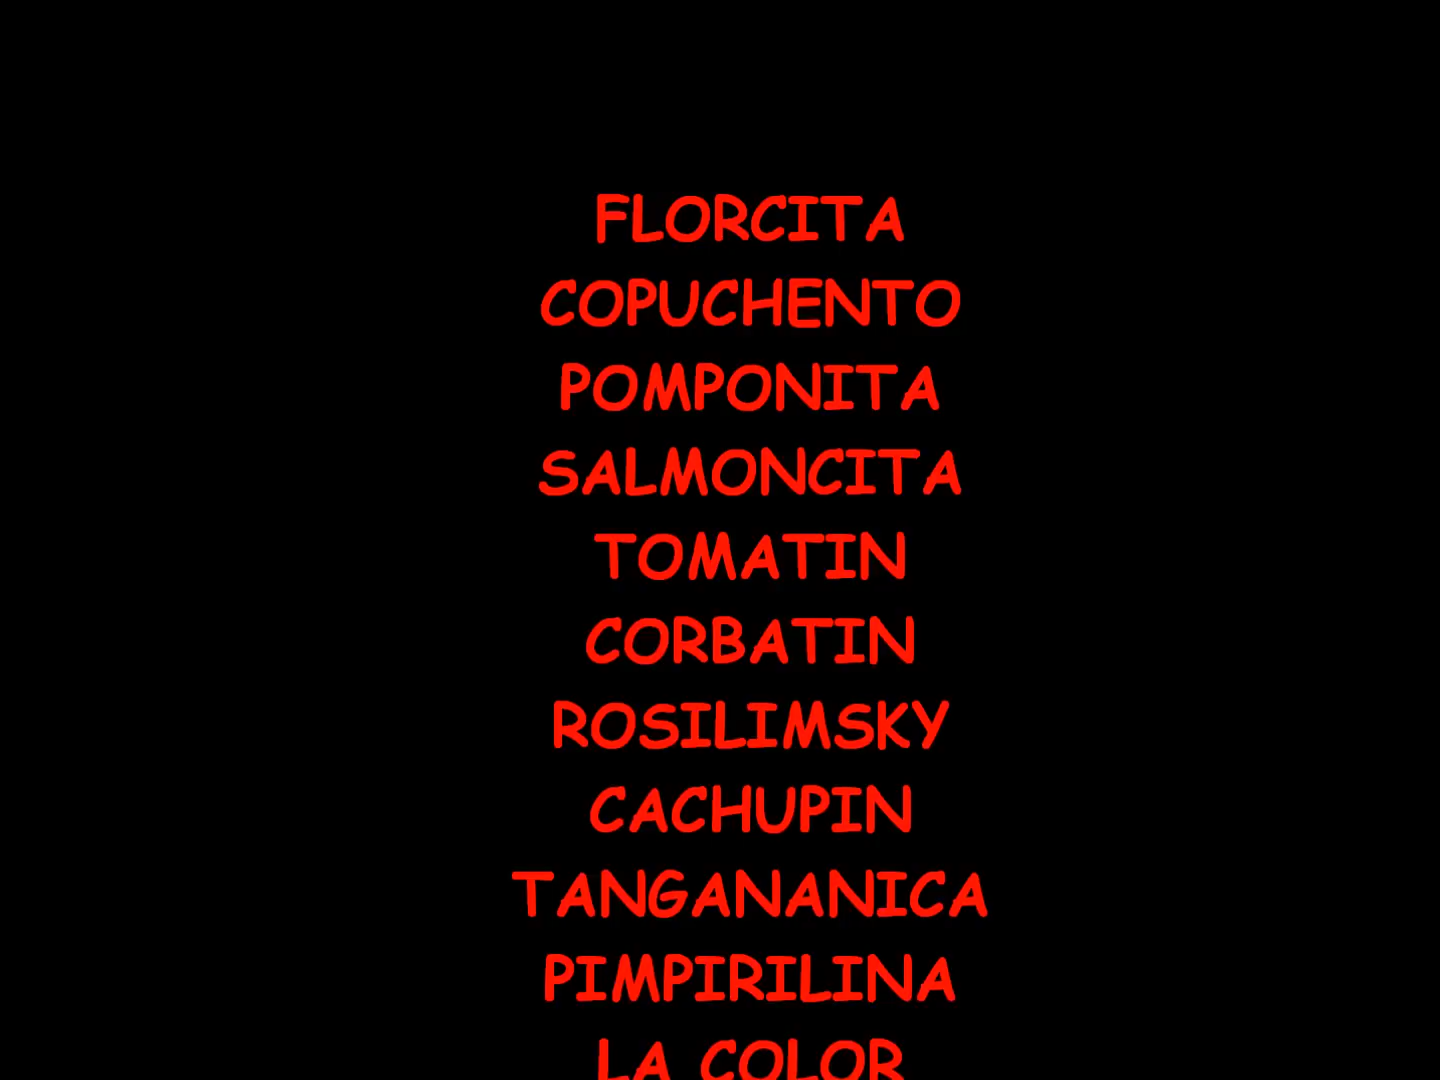 FLORCITA
COPUCHENTO
POMPONITA
SALMONCITA
TOMATIN
CORBATIN
ROSILIMSKY
CACHUPIN
TANGANANICA
PIMPIRILINA
LA COLOR